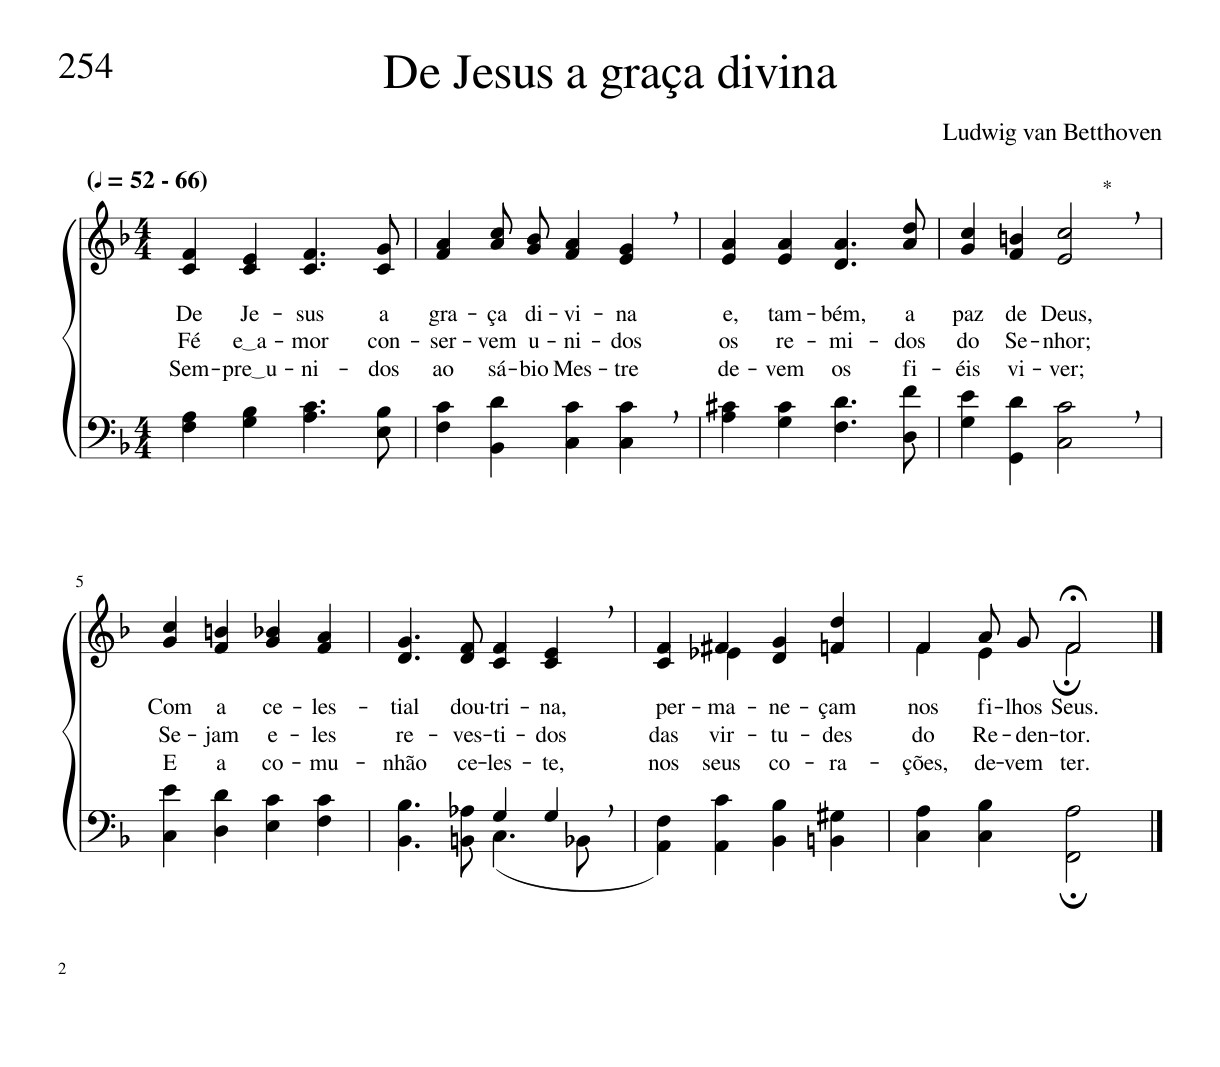 254
De Jesus a graça divina
Ludwig van Betthoven
(♩ = 52 - 66)
*
De Je – sus a gra – ça di – vi – na e, tam – bém, a paz de Deus,
Fé e‿a – mor con – ser – vem u – ni – dos os re – mi – dos do Se – nhor;
Sem – pre‿u – ni – dos ao sá – bio Mes – tre de – vem os fi – éis vi – ver;
5
Com a ce – les – tial dou – tri – na, per – ma – ne – çam nos fi – lhos Seus.
Se – jam e – les re – ves – ti – dos das vir – tu – des do Re – den – tor.
E a co – mu – nhão ce – les – te, nos seus co – ra – ções, de – vem ter.
2